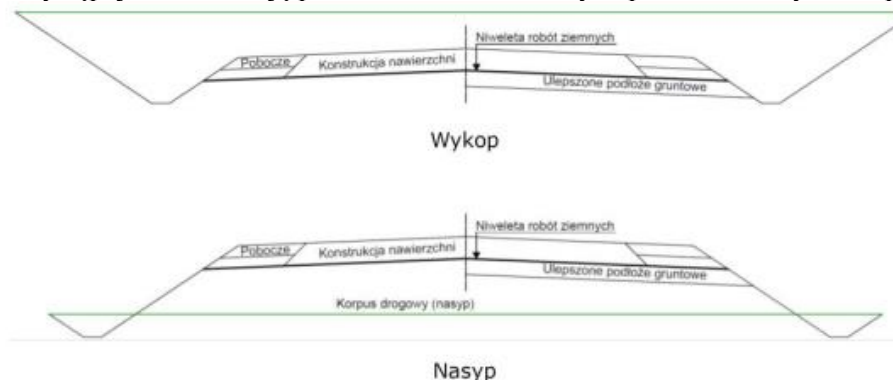 Niweleta robót ziemnych
Pobocze
Konstrukcja nawierzchni
Ulepszone podłoże gruntowe
Wykop
Niweleta robót ziemnych
Pobocze
Konstrukcja nawierzchni
Ulepszone podłoże gruntowe
Korpus drogowy (nasyp)
Nasyp